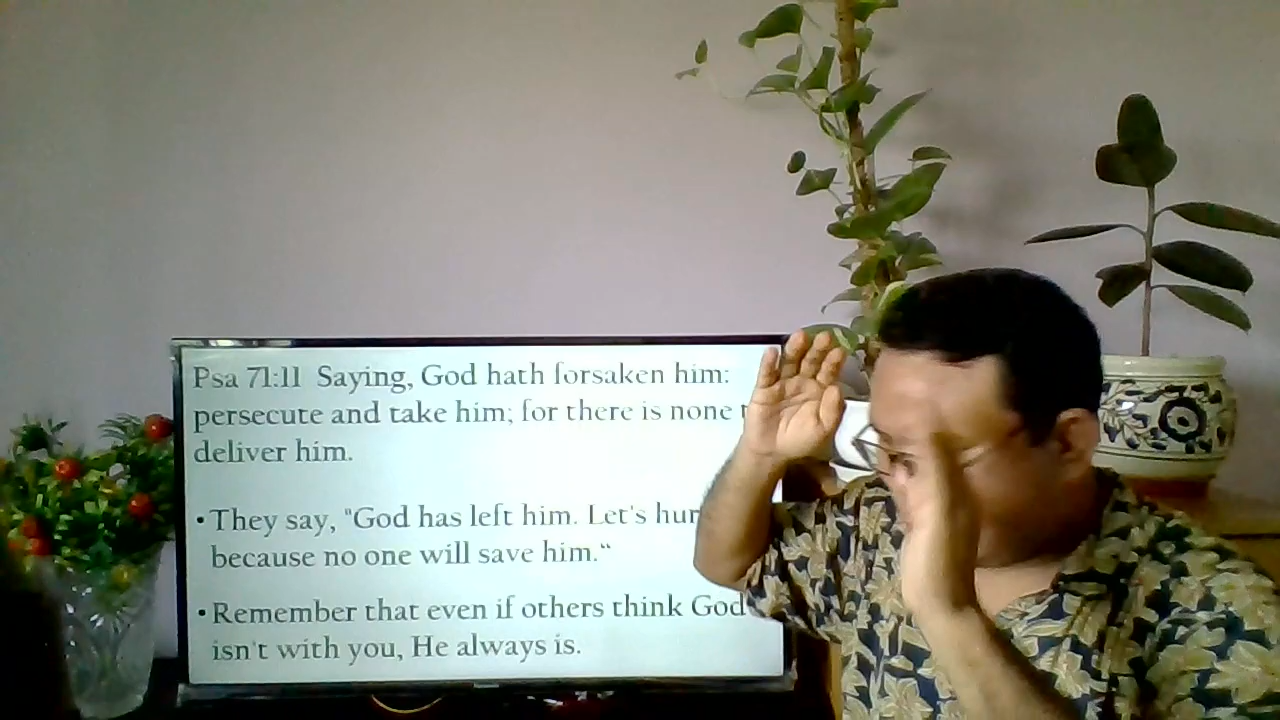 Psa 71:11 Saying, God hath forsaken him:
persecute and take him; for there is none
deliver him.
• They say, "God has left him. Let's
because no one will save him.“
• Remember that even if others think God
isn't with you, He always is.